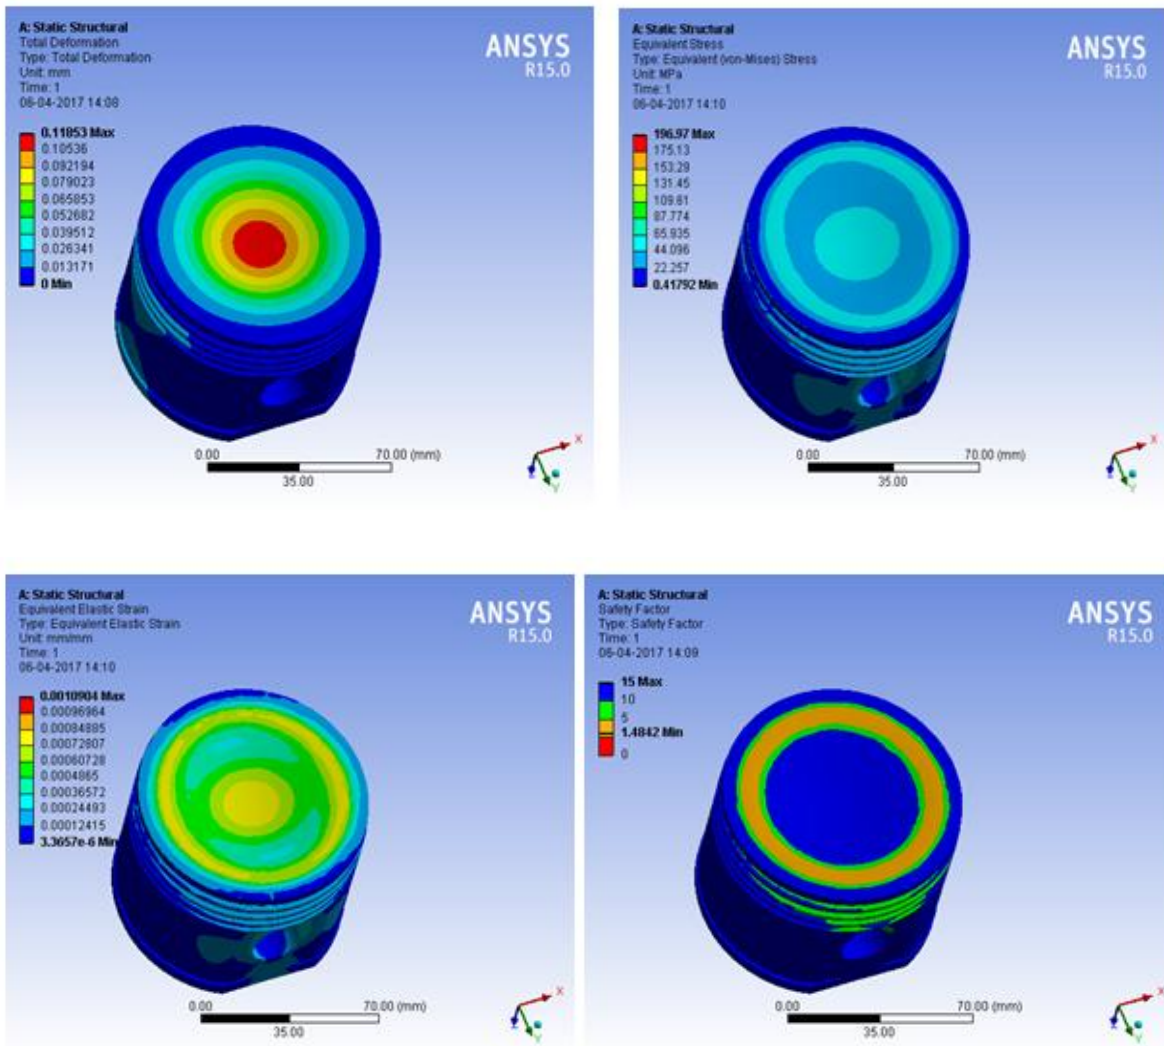 A: Static Structural
Total Deformation
Type: Total Deformation
Unit: mm
Time: 1
06-04-2017 14:08
ANSYS
R15.0
0.11853 Max
0.10536
0.092194
0.079023
0.065853
0.052682
0.039512
0.026341
0.013171
0 Min
0.00
70.00 (mm)
35.00
X
Z
Y
A: Static Structural
Equivalent Stress
Type: Equivalent (von-Mises) Stress
Unit: MPa
Time: 1
06-04-2017 14:10
ANSYS
R15.0
196.97 Max
175.13
153.29
131.45
109.61
87.774
65.935
44.096
22.257
0.41792 Min
0.00
70.00 (mm)
35.00
X
Z
Y
A: Static Structural
Equivalent Elastic Strain
Type: Equivalent Elastic Strain
Unit: mm/mm
Time: 1
06-04-2017 14:10
ANSYS
R15.0
0.0010904 Max
0.00096964
0.00084885
0.00072807
0.00060728
0.0004865
0.00036572
0.00024493
0.00012415
3.3657e-6 Min
0.00
70.00 (mm)
35.00
X
Z
Y
A: Static Structural
Safety Factor
Type: Safety Factor
Time: 1
06-04-2017 14:09
ANSYS
R15.0
15 Max
10
5
1.4842 Min
0
0.00
70.00 (mm)
35.00
X
Z
Y